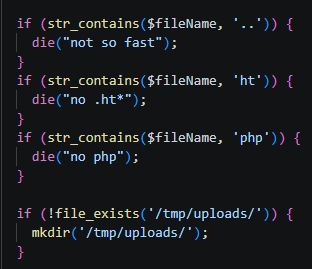 if (str_contains($fileName, '..')) {
  die("not so fast");
}
if (str_contains($fileName, 'ht')) {
  die("no .ht*");
}
if (str_contains($fileName, 'php')) {
  die("no php");
}

if (!file_exists('/tmp/uploads/')) {
  mkdir('/tmp/uploads/');
}